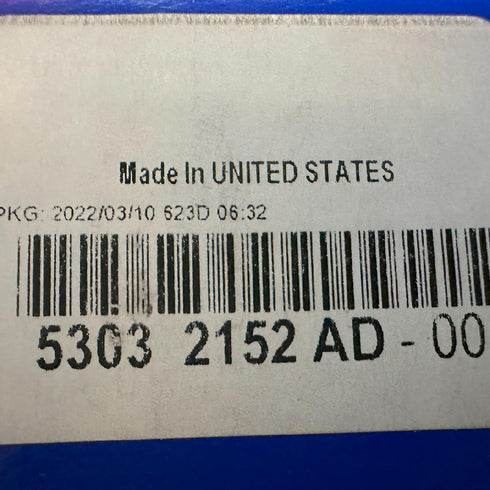 Made In UNITED STATES
PKG: 2022/03/10 623D 06:32
5303 2152 AD - 00